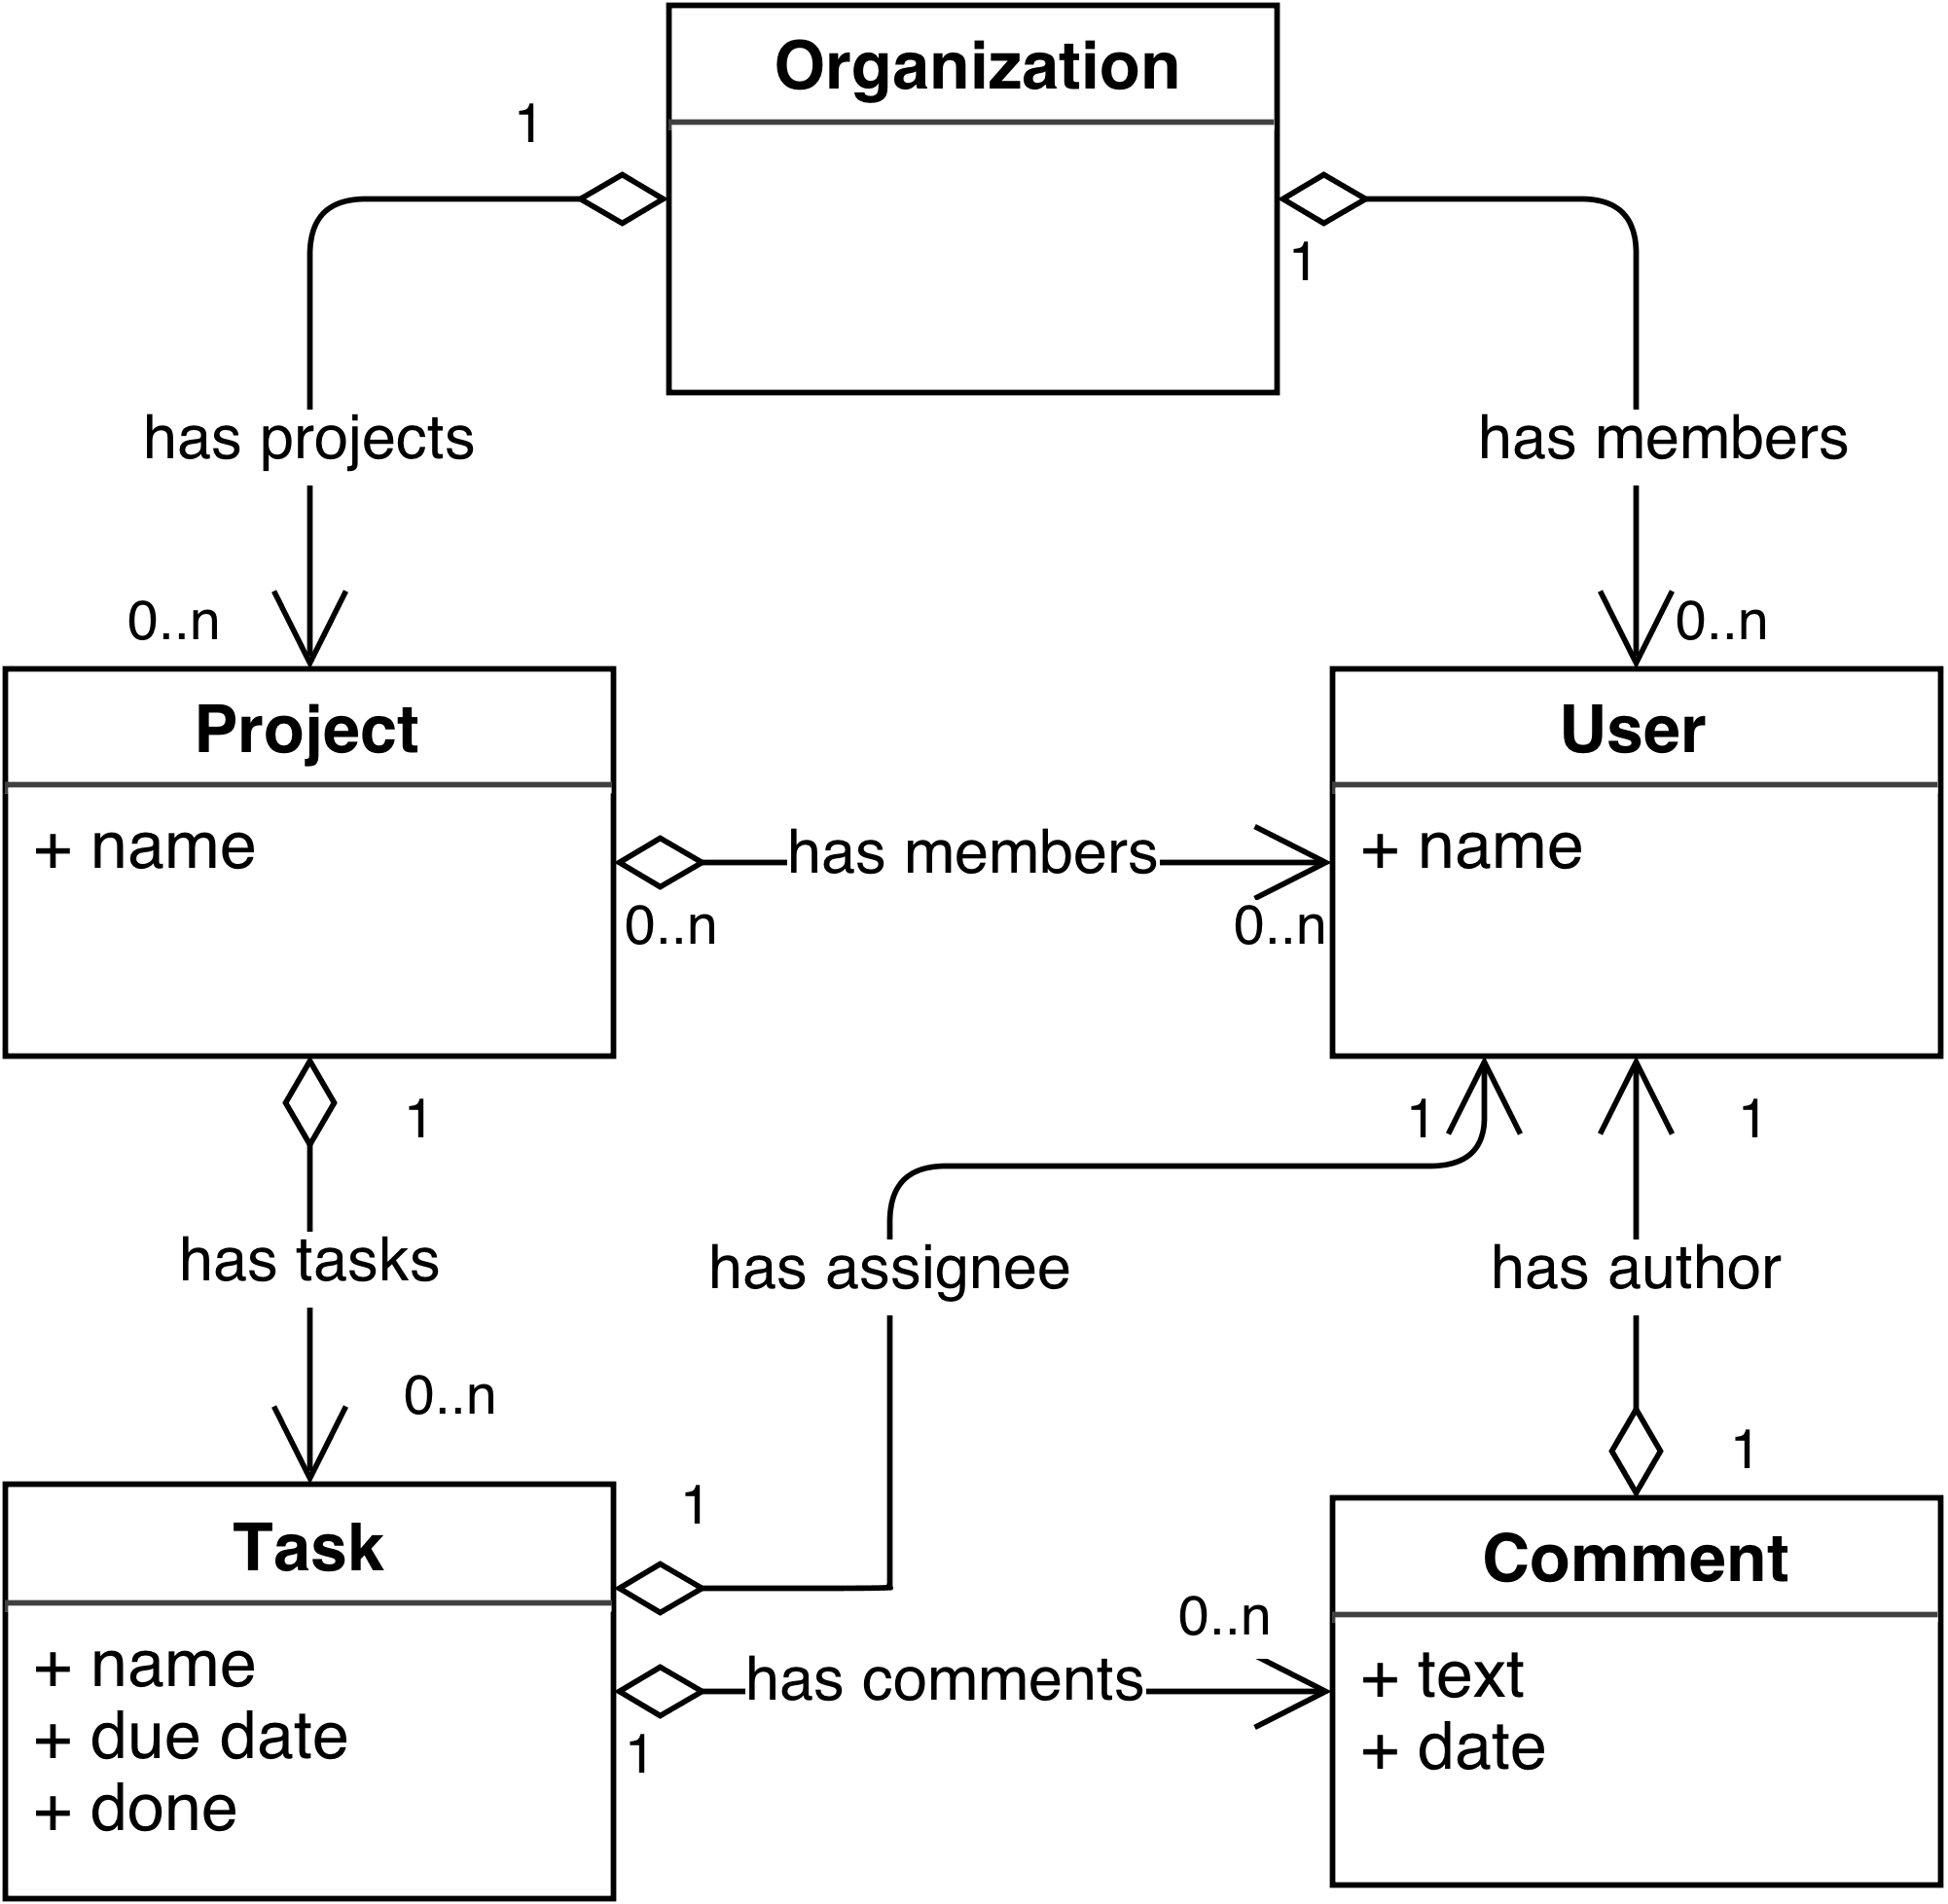 Organization
1
1
has projects
has members
0..n
0..n
Project
+ name
has members
0..n
0..n
User
+ name
1
1
1
has tasks
has assignee
has author
0..n
1
1
Task
+ name
+ due date
+ done
has comments
0..n
1
Comment
+ text
+ date